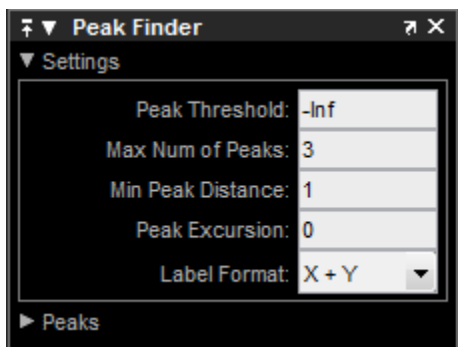 Peak Finder
Settings
Peak Threshold: -Inf
Max Num of Peaks: 3
Min Peak Distance: 1
Peak Excursion: 0
Label Format: X + Y
Peaks